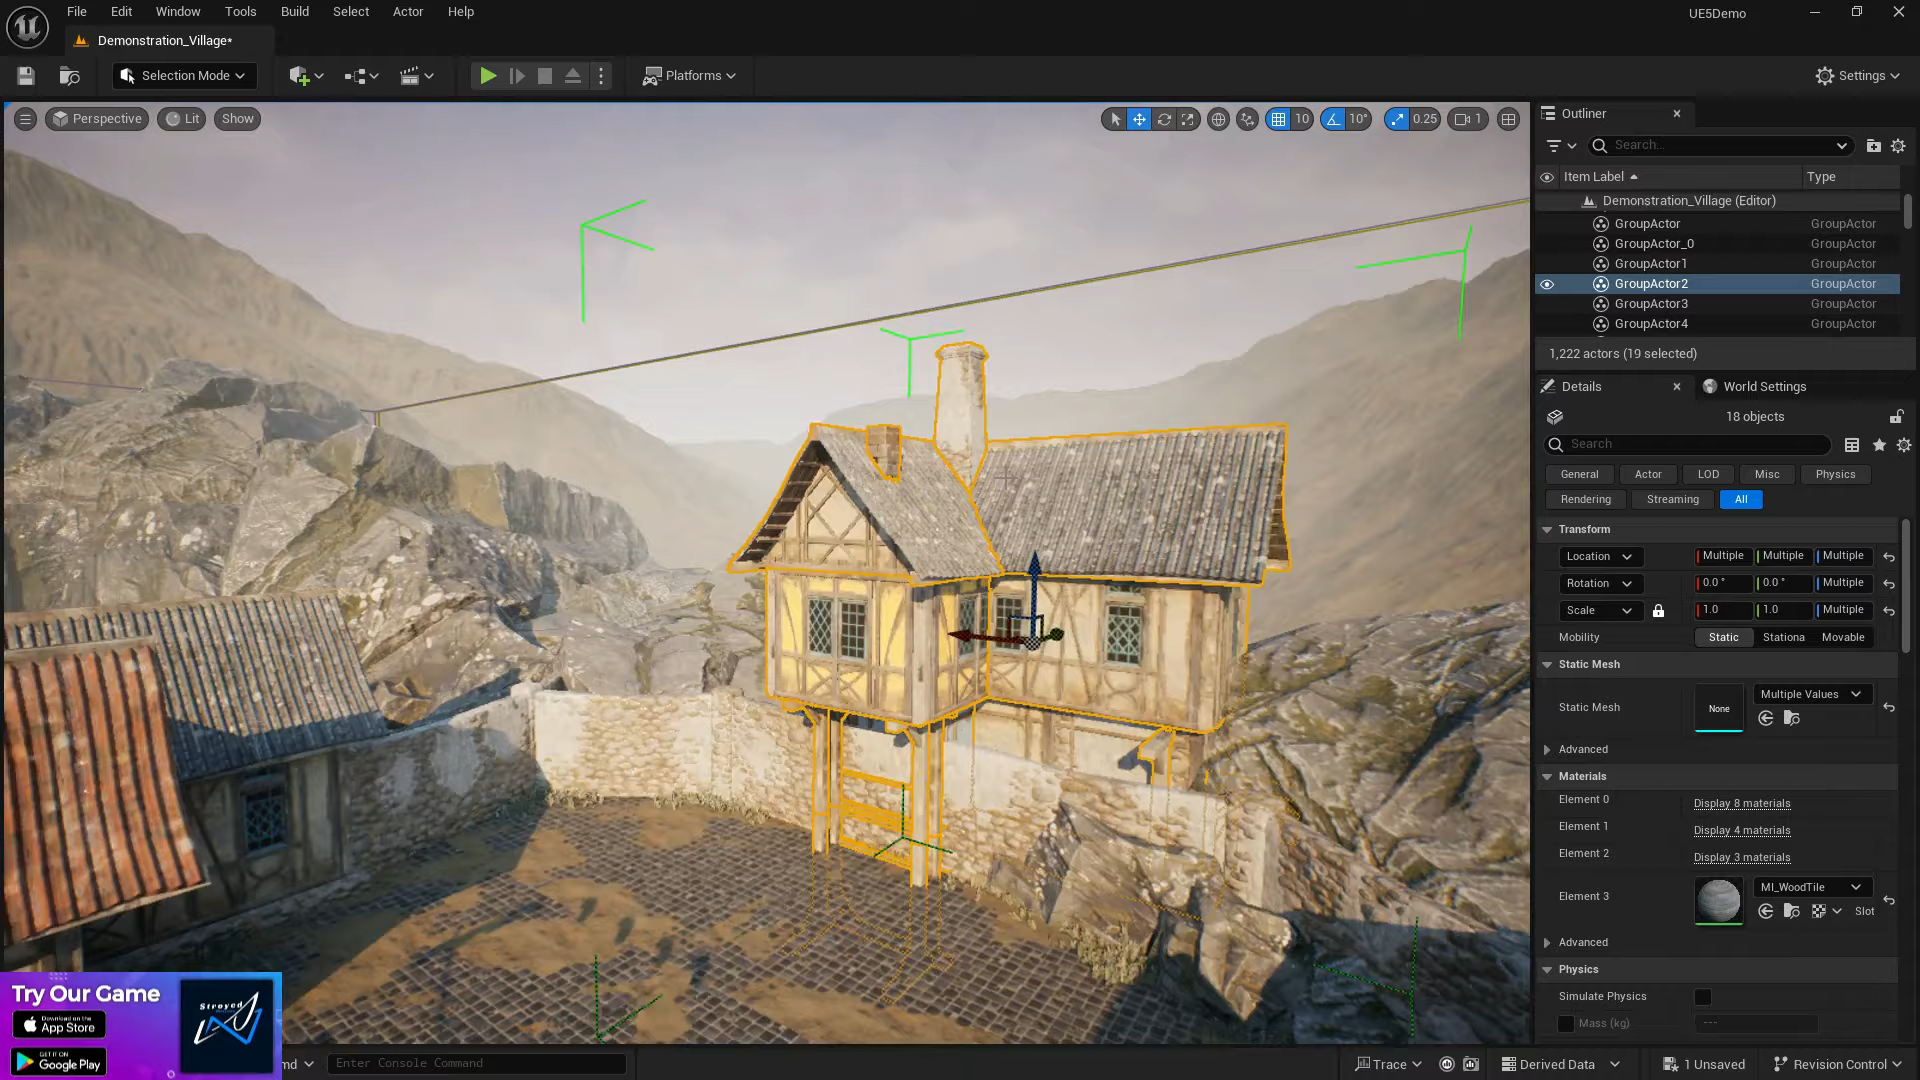 File Edit Window Tools Build Select Actor Help
UE5Demo
Demonstration_Village*
Selection Mode
Platforms
Settings
Perspective Lit Show
10 10° 0.25 1
Outliner
Search...
Item Label Type
Demonstration_Village (Editor)
GroupActor GroupActor
GroupActor_0 GroupActor
GroupActor1 GroupActor
GroupActor2 GroupActor
GroupActor3 GroupActor
GroupActor4 GroupActor
1,222 actors (19 selected)
Details World Settings
18 objects
Search
General Actor LOD Misc Physics
Rendering Streaming All
Transform
Location Multiple Multiple Multiple
Rotation 0.0 ° 0.0 ° Multiple
Scale 1.0 1.0 Multiple
Mobility Static Stationa Movable
Static Mesh
Static Mesh None Multiple Values
Advanced
Materials
Element 0 Display 8 materials
Element 1 Display 4 materials
Element 2 Display 3 materials
Element 3 MI_WoodTile
Slot
Advanced
Physics
Simulate Physics
Mass (kg) ---
Try Our Game
Download on the
App Store
GET IT ON
Google Play
Stroyed
md Enter Console Command
Trace Derived Data 1 Unsaved Revision Control